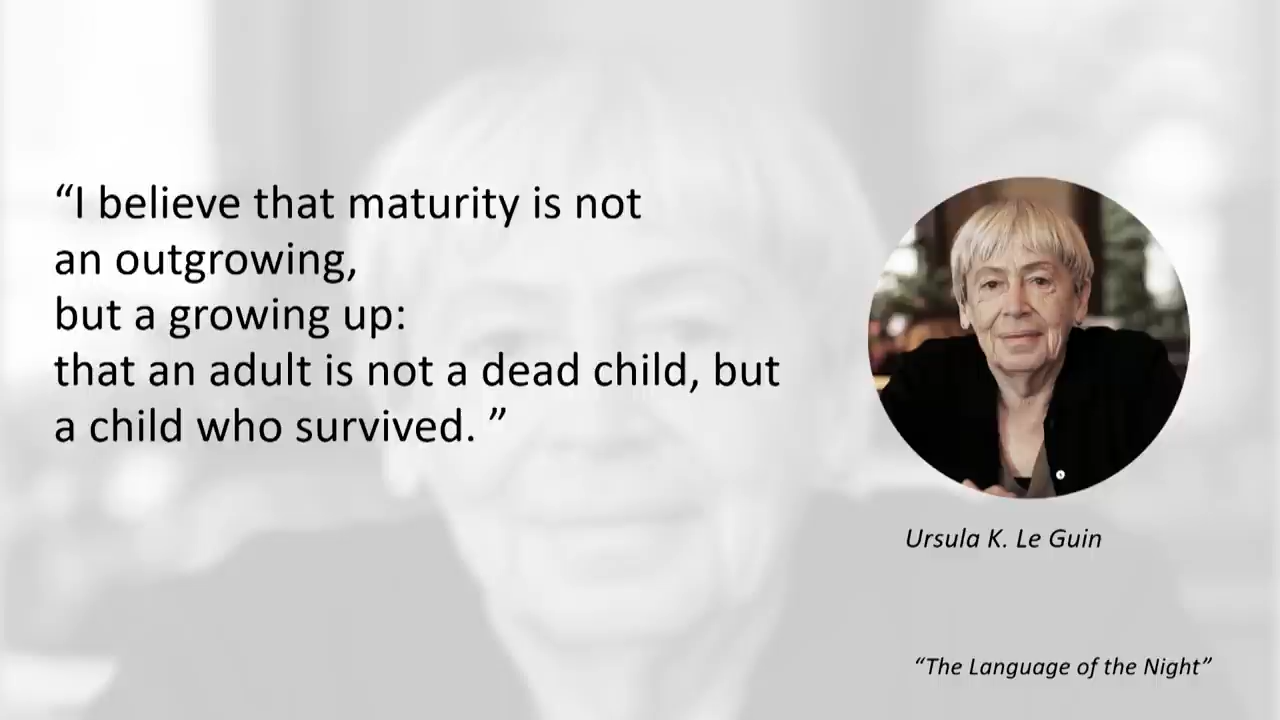 “I believe that maturity is not
an outgrowing,
but a growing up:
that an adult is not a dead child, but
a child who survived. ”
Ursula K. Le Guin
“The Language of the Night”